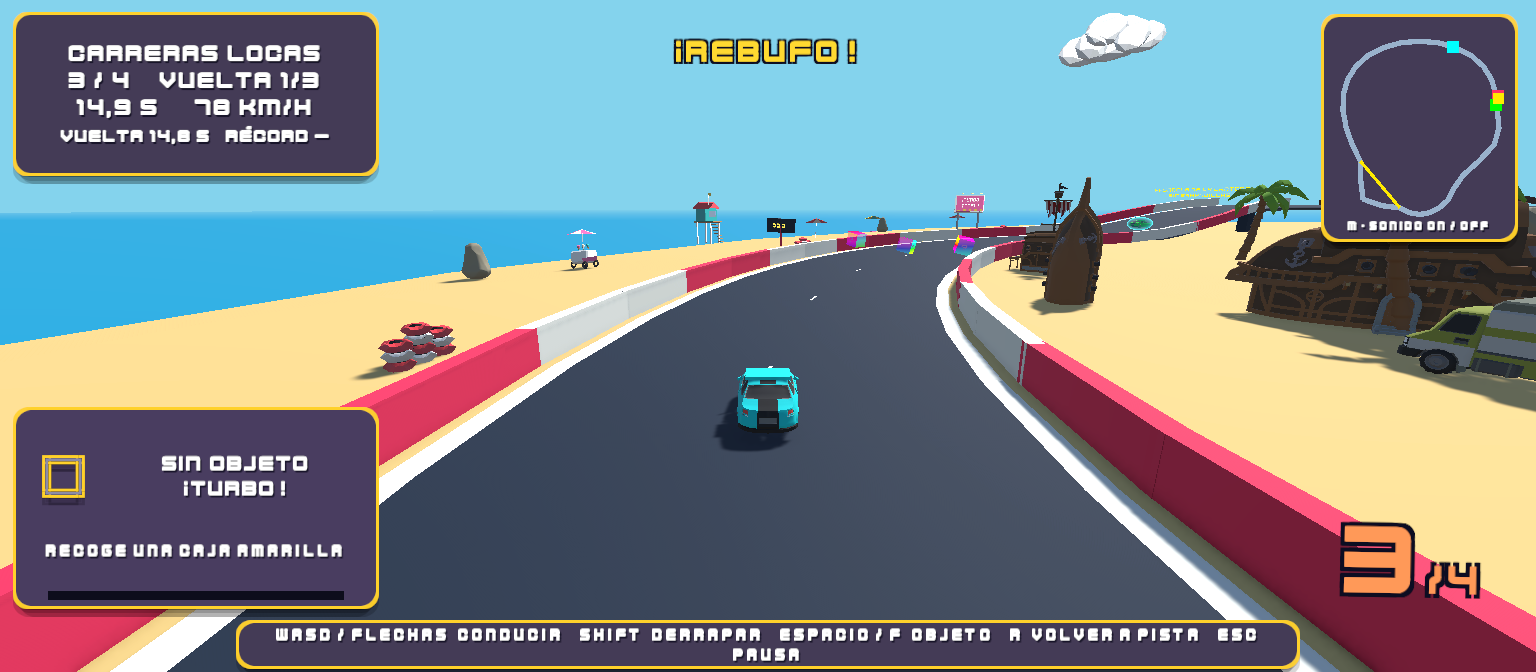 CARRERAS LOCAS
3 / 4 VUELTA 1/3
14,9 S 78 KM/H
VUELTA 14,8 S RÉCORD —
¡REBUFO!
M · SONIDO ON / OFF
SIN OBJETO
¡TURBO!
RECOGE UNA CAJA AMARILLA
3 /4
WASD / FLECHAS CONDUCIR SHIFT DERRAPAR ESPACIO / F OBJETO R VOLVER A PISTA ESC
PAUSA